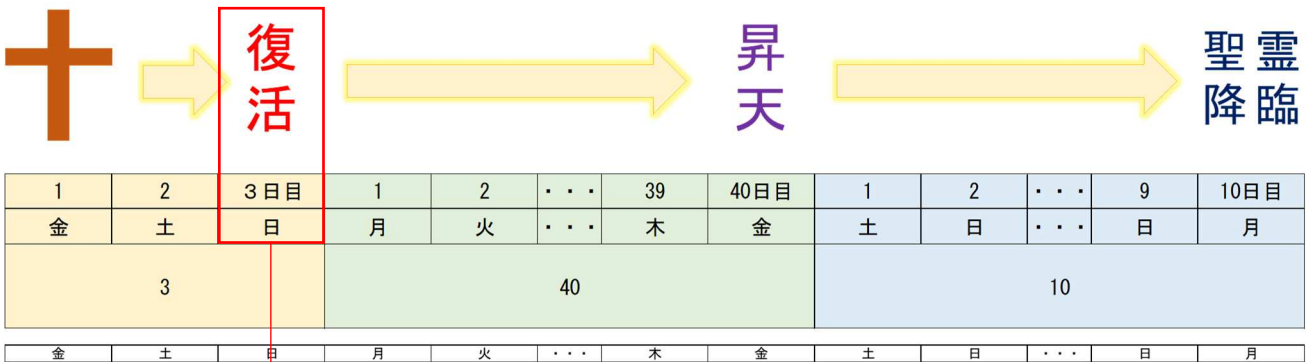 復活
昇天
聖霊
降臨
1 2 3日目 1 2 ・・・ 39 40日目 1 2 ・・・ 9 10日目
金 土 日 月 火 ・・・ 木 金 土 日 ・・・ 日 月
3 40 10
金 土 日 月 火 ・・・ 木 金 土 日 ・・・ 日 月